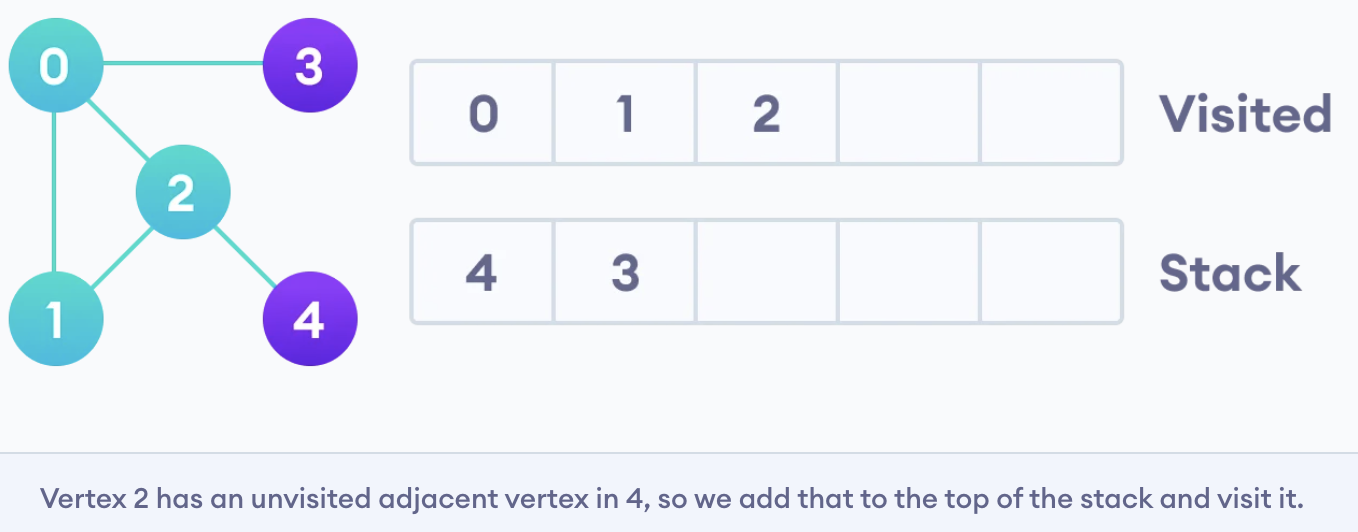 0 3
0 1 2 Visited
2
4 3 Stack
1 4
Vertex 2 has an unvisited adjacent vertex in 4, so we add that to the top of the stack and visit it.